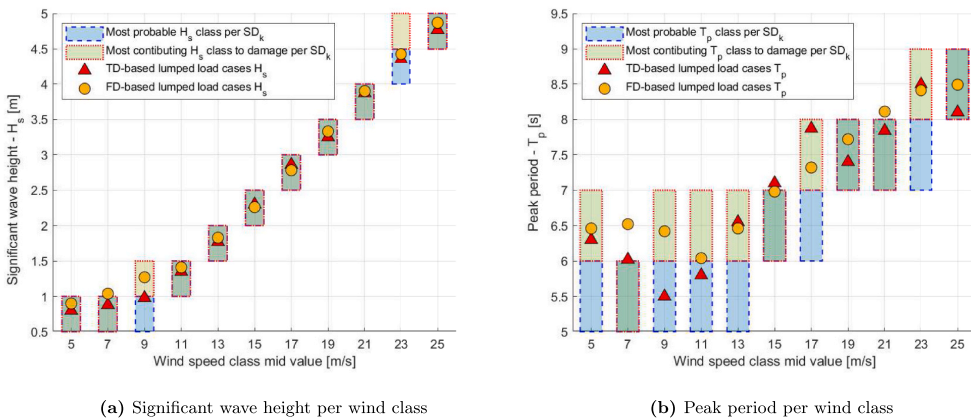 Most probable Hs class per SDk
Most contibuting Hs class to damage per SDk
TD-based lumped load cases Hs
FD-based lumped load cases Hs
Significant wave height - Hs [m]
5
4.5
4
3.5
3
2.5
2
1.5
1
0.5
5 7 9 11 13 15 17 19 21 23 25
Wind speed class mid value [m/s]
(a) Significant wave height per wind class
Most probable Tp class per SDk
Most contributing Tp class to damage per SDk
TD-based lumped load cases Tp
FD-based lumped load cases Tp
Peak period - Tp [s]
9.5
9
8.5
8
7.5
7
6.5
6
5.5
5
5 7 9 11 13 15 17 19 21 23 25
Wind speed class mid value [m/s]
(b) Peak period per wind class